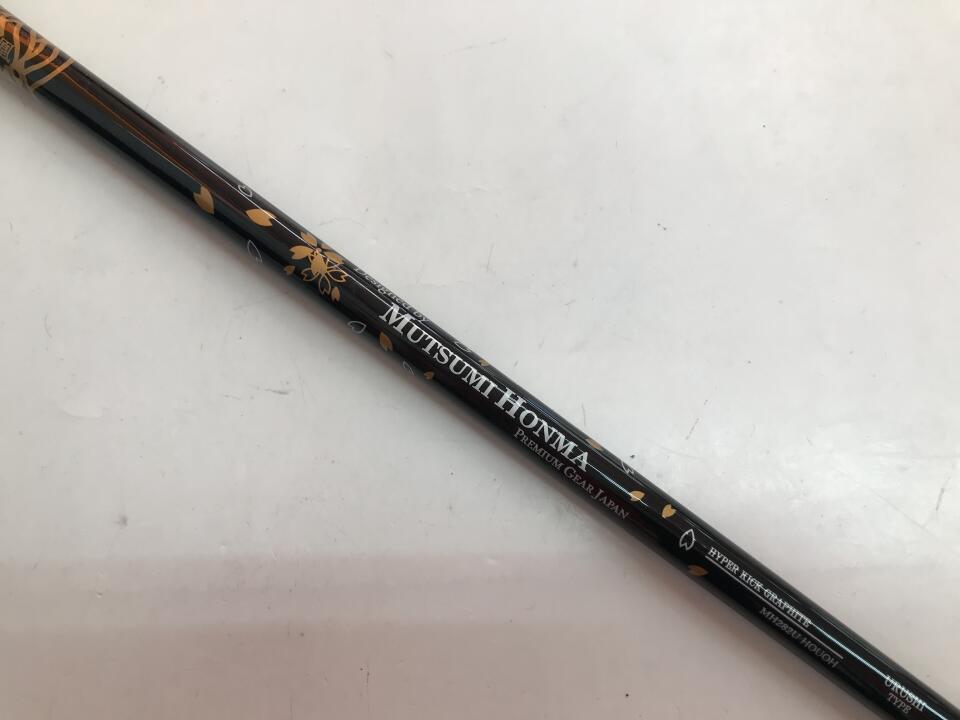 Designed by
MUTSUMI HONMA
PREMIUM GEAR JAPAN
HYPER KICK GRAPHITE
MH282U HOUOH
URUSHI
TYPE